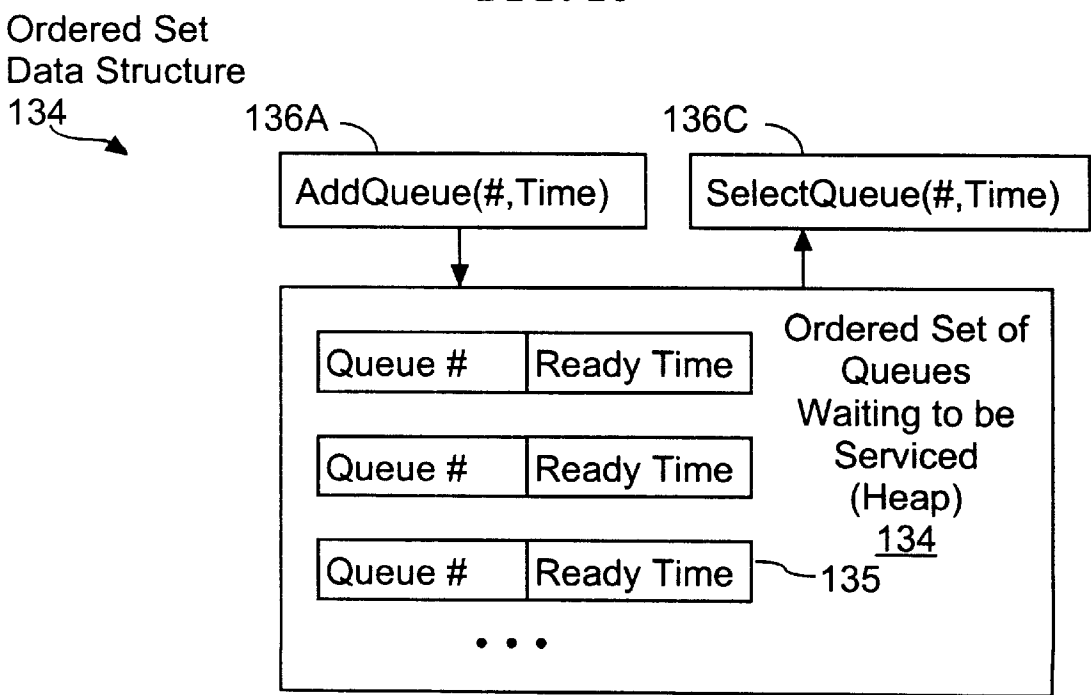 Ordered Set
Data Structure
134
136A
136C
AddQueue(#,Time)
SelectQueue(#,Time)
Queue # Ready Time
Queue # Ready Time
Queue # Ready Time
135
Ordered Set of
Queues
Waiting to be
Serviced
(Heap)
134
• • •